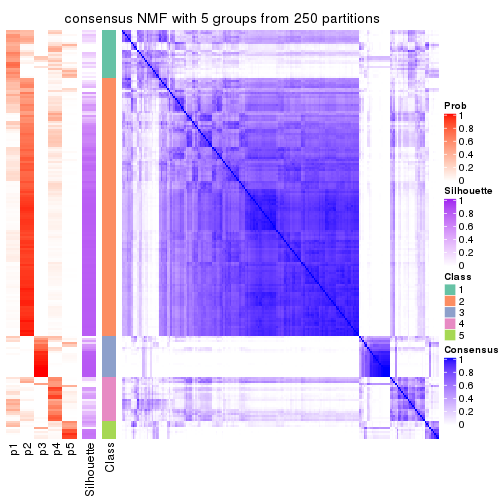 consensus NMF with 5 groups from 250 partitions
Prob
1
0.8
0.6
0.4
0.2
0
Silhouette
1
0.8
0.6
0.4
0.2
0
Class
1
2
3
4
5
Consensus
1
0.8
0.6
0.4
0.2
0
p1
p2
p3
p4
p5
Silhouette
Class